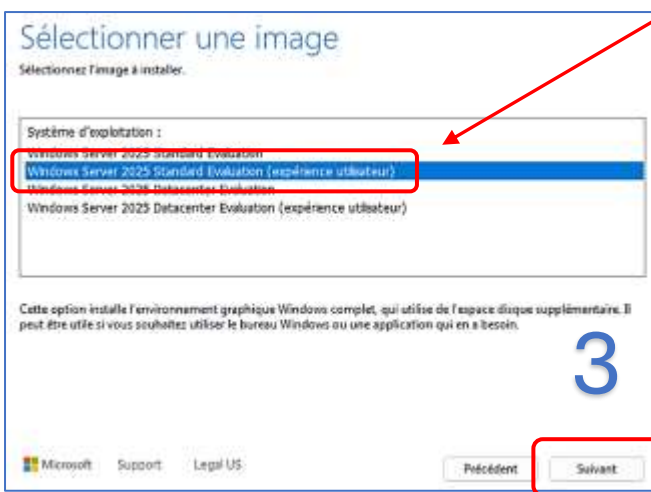 Sélectionner une image
Sélectionnez l'image à installer.
Système d'exploitation :
Windows Server 2025 Standard Evaluation
Windows Server 2025 Standard Evaluation (expérience utilisateur)
Windows Server 2025 Datacenter Evaluation
Windows Server 2025 Datacenter Evaluation (expérience utilisateur)
Cette option installe l'environnement graphique Windows complet, qui utilise de l'espace disque supplémentaire. Il
peut être utile si vous souhaitez utiliser le bureau Windows ou une application qui en a besoin.
3
Microsoft Support Legal US Précédent Suivant